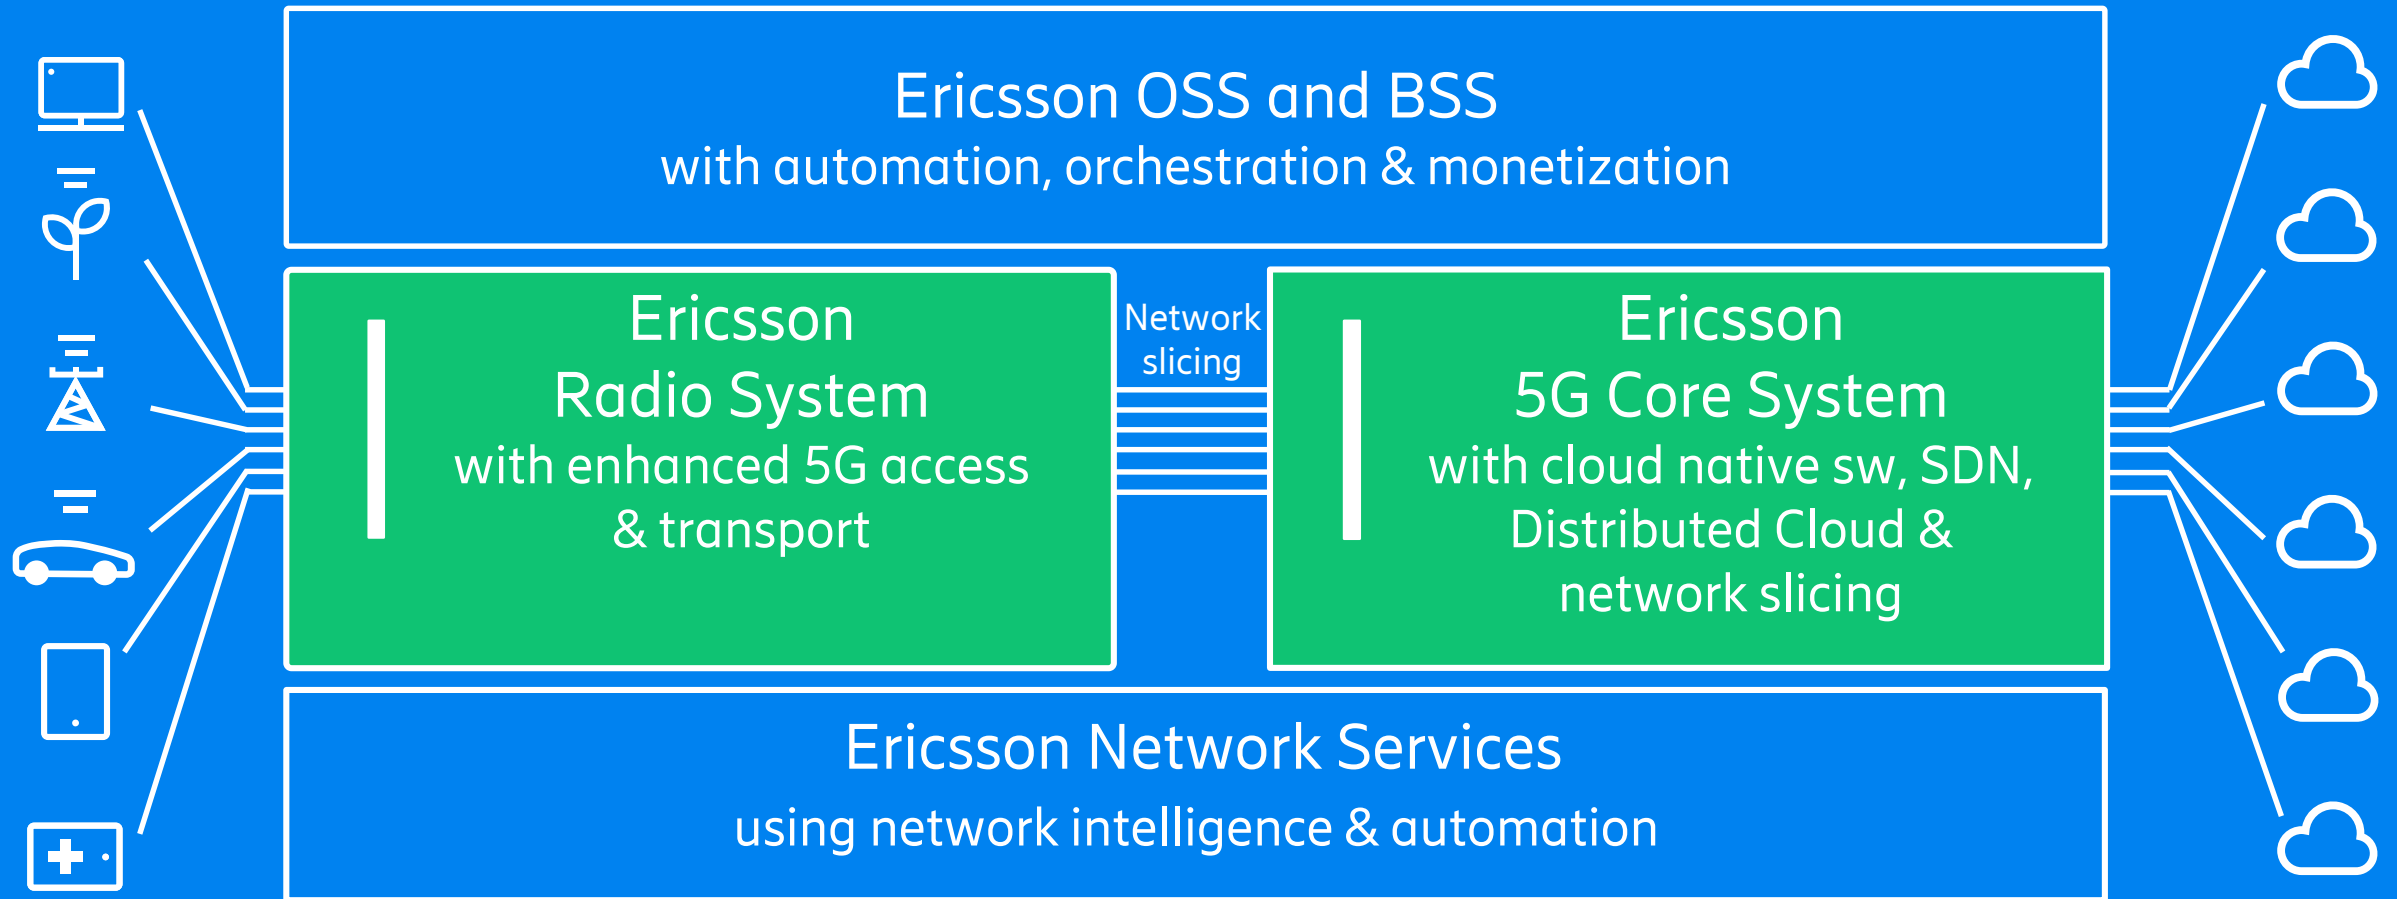 Ericsson OSS and BSS
with automation, orchestration & monetization
Ericsson
Radio System
with enhanced 5G access
& transport
Network
slicing
Ericsson
5G Core System
with cloud native sw, SDN,
Distributed Cloud &
network slicing
Ericsson Network Services
using network intelligence & automation